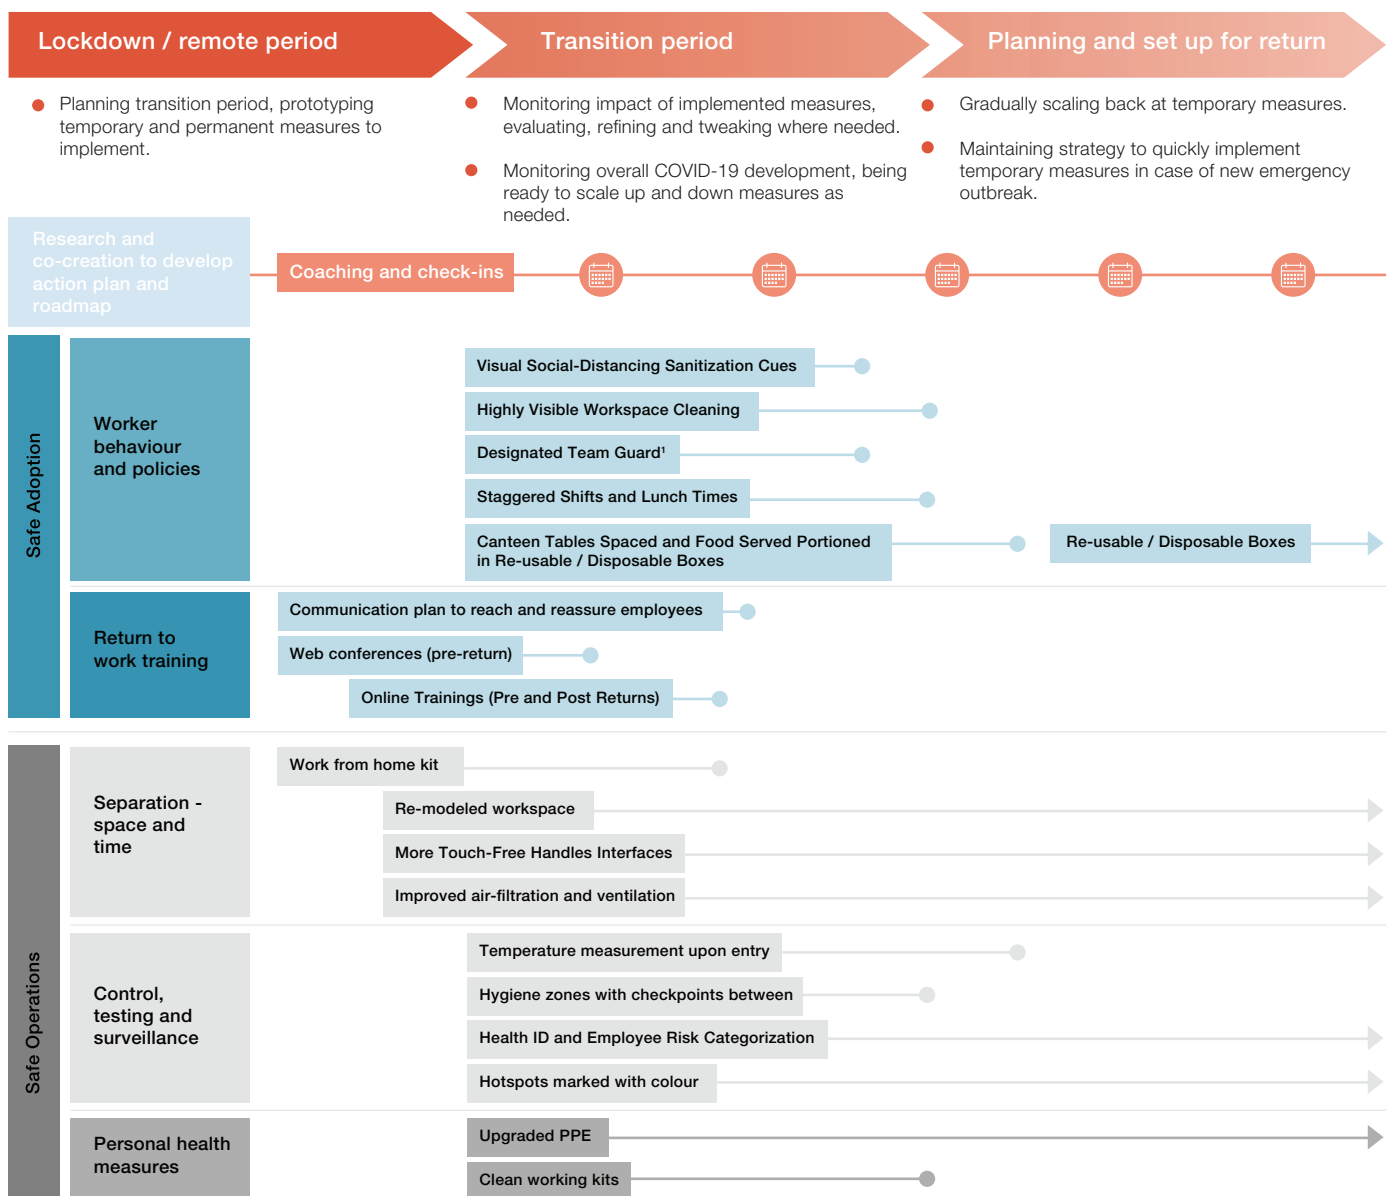 Lockdown / remote period
Transition period
Planning and set up for return
Planning transition period, prototyping
temporary and permanent measures to
implement.
Monitoring impact of implemented measures,
evaluating, refining and tweaking where needed.
Monitoring overall COVID-19 development, being
ready to scale up and down measures as
needed.
Gradually scaling back at temporary measures.
Maintaining strategy to quickly implement
temporary measures in case of new emergency
outbreak.
Research and
co-creation to develop
action plan and
roadmap
Coaching and check-ins
Safe Adoption
Worker
behaviour
and policies
Visual Social-Distancing Sanitization Cues
Highly Visible Workspace Cleaning
Designated Team Guard¹
Staggered Shifts and Lunch Times
Canteen Tables Spaced and Food Served Portioned
in Re-usable / Disposable Boxes
Re-usable / Disposable Boxes
Return to
work training
Communication plan to reach and reassure employees
Web conferences (pre-return)
Online Trainings (Pre and Post Returns)
Safe Operations
Separation -
space and
time
Work from home kit
Re-modeled workspace
More Touch-Free Handles Interfaces
Improved air-filtration and ventilation
Control,
testing and
surveillance
Temperature measurement upon entry
Hygiene zones with checkpoints between
Health ID and Employee Risk Categorization
Hotspots marked with colour
Personal health
measures
Upgraded PPE
Clean working kits